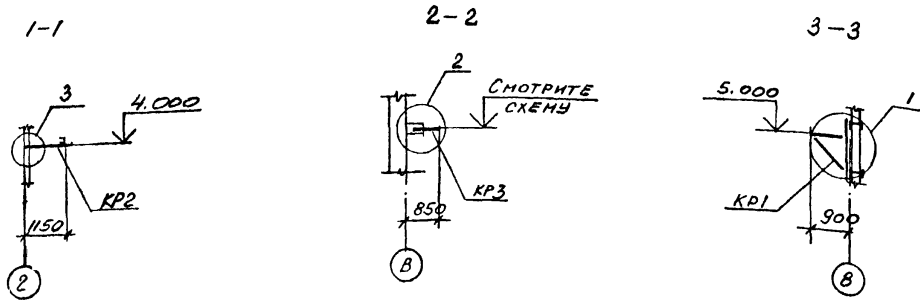 1-1
3
4.000
КР2
1150
2
2-2
2
СМОТРИТЕ
СХЕМУ
КР3
850
В
3-3
5.000
1
КР1
900
В